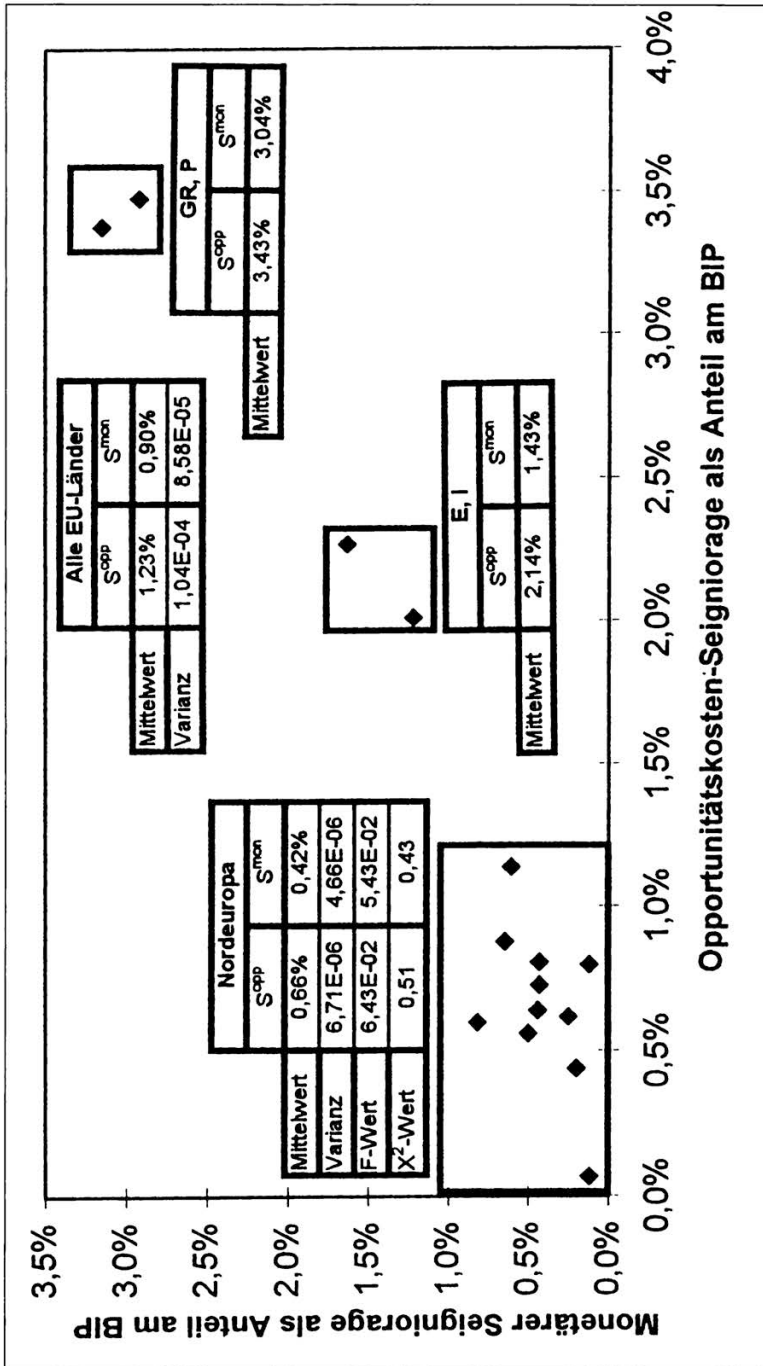 Monetärer Seigniorage als Anteil am BIP
3,5%
3,0%
2,5%
2,0%
1,5%
1,0%
0,5%
0,0%
Nordeuropa
S^opp S^mon
Mittelwert 0,66% 0,42%
Varianz 6,71E-06 4,66E-06
F-Wert 6,43E-02 5,43E-02
X²-Wert 0,51 0,43
Alle EU-Länder
S^opp S^mon
Mittelwert 1,23% 0,90%
Varianz 1,04E-04 8,58E-05
GR, P
S^opp S^mon
Mittelwert 3,43% 3,04%
E, I
S^opp S^mon
Mittelwert 2,14% 1,43%
0,0% 0,5% 1,0% 1,5% 2,0% 2,5% 3,0% 3,5% 4,0%
Opportunitätskosten-Seigniorage als Anteil am BIP